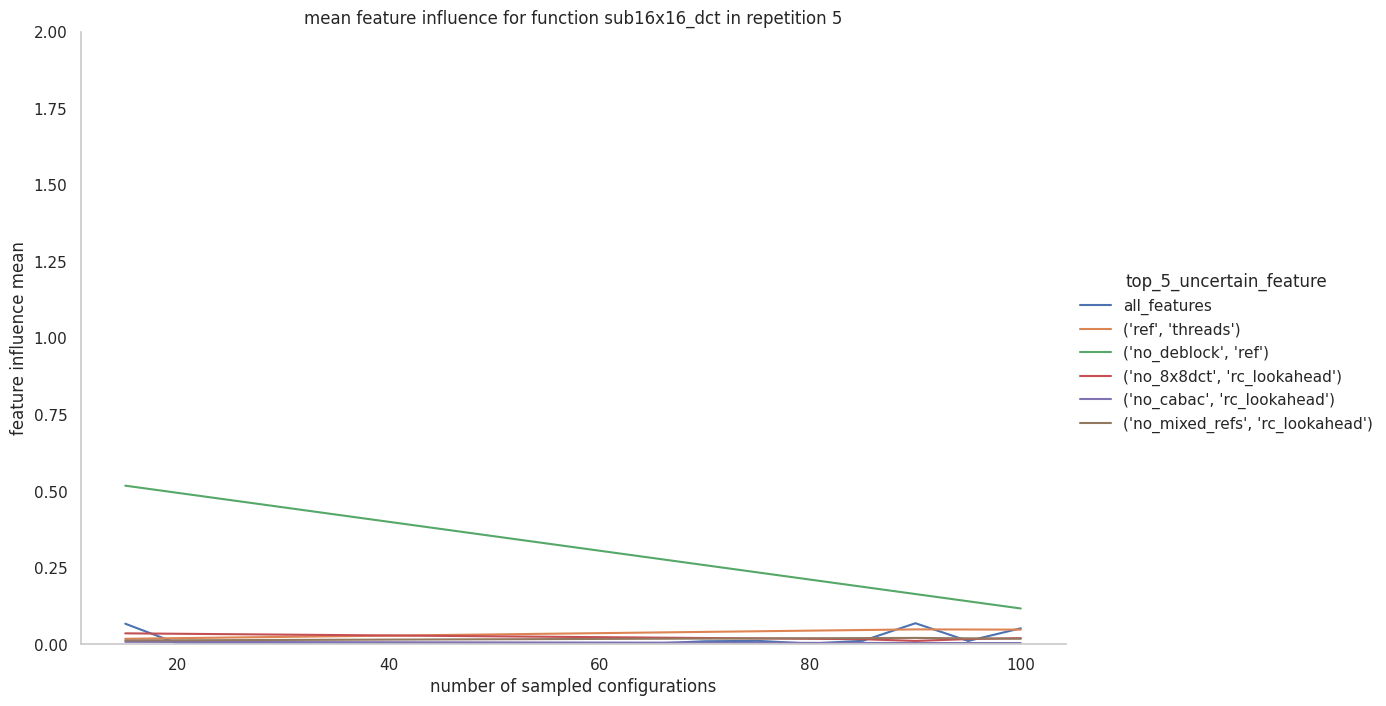 mean feature influence for function sub16x16_dct in repetition 5
2.00
1.75
1.50
1.25
1.00
0.75
0.50
0.25
0.00
feature influence mean
20
40
60
80
100
number of sampled configurations
top_5_uncertain_feature
all_features
('ref', 'threads')
('no_deblock', 'ref')
('no_8x8dct', 'rc_lookahead')
('no_cabac', 'rc_lookahead')
('no_mixed_refs', 'rc_lookahead')